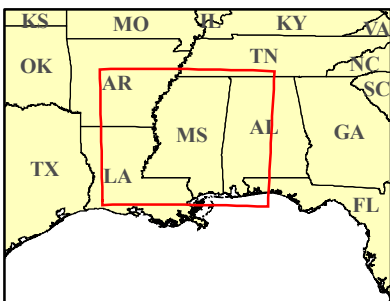 KS MO IL KY VA
OK AR TN NC
SC
MS AL GA
TX LA
FL